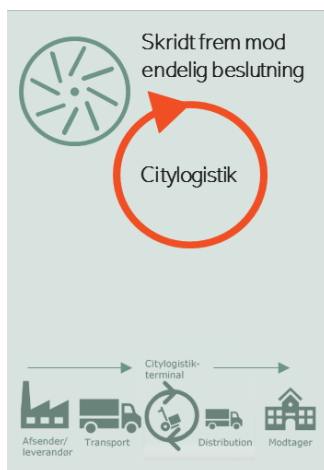 Skridt frem mod
endelig beslutning
Citylogistik
Citylogistik-
terminal
Afsender/
leverandør
Transport
Distribution
Modtager